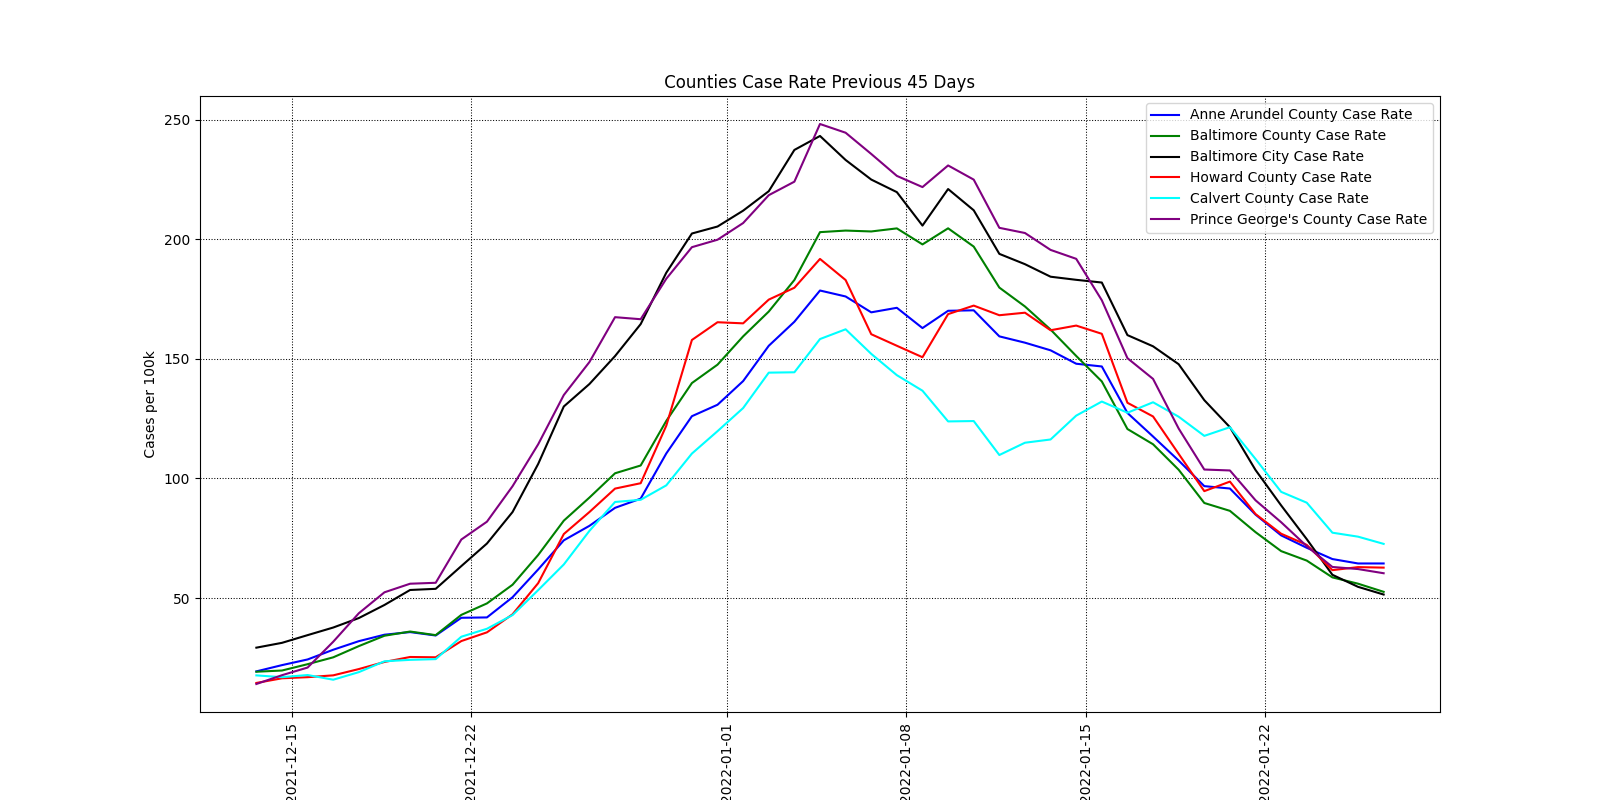 Counties Case Rate Previous 45 Days
Anne Arundel County Case Rate
Baltimore County Case Rate
Baltimore City Case Rate
Howard County Case Rate
Calvert County Case Rate
Prince George's County Case Rate
Cases per 100k
250
200
150
100
50
2021-12-15
2021-12-22
2022-01-01
2022-01-08
2022-01-15
2022-01-22